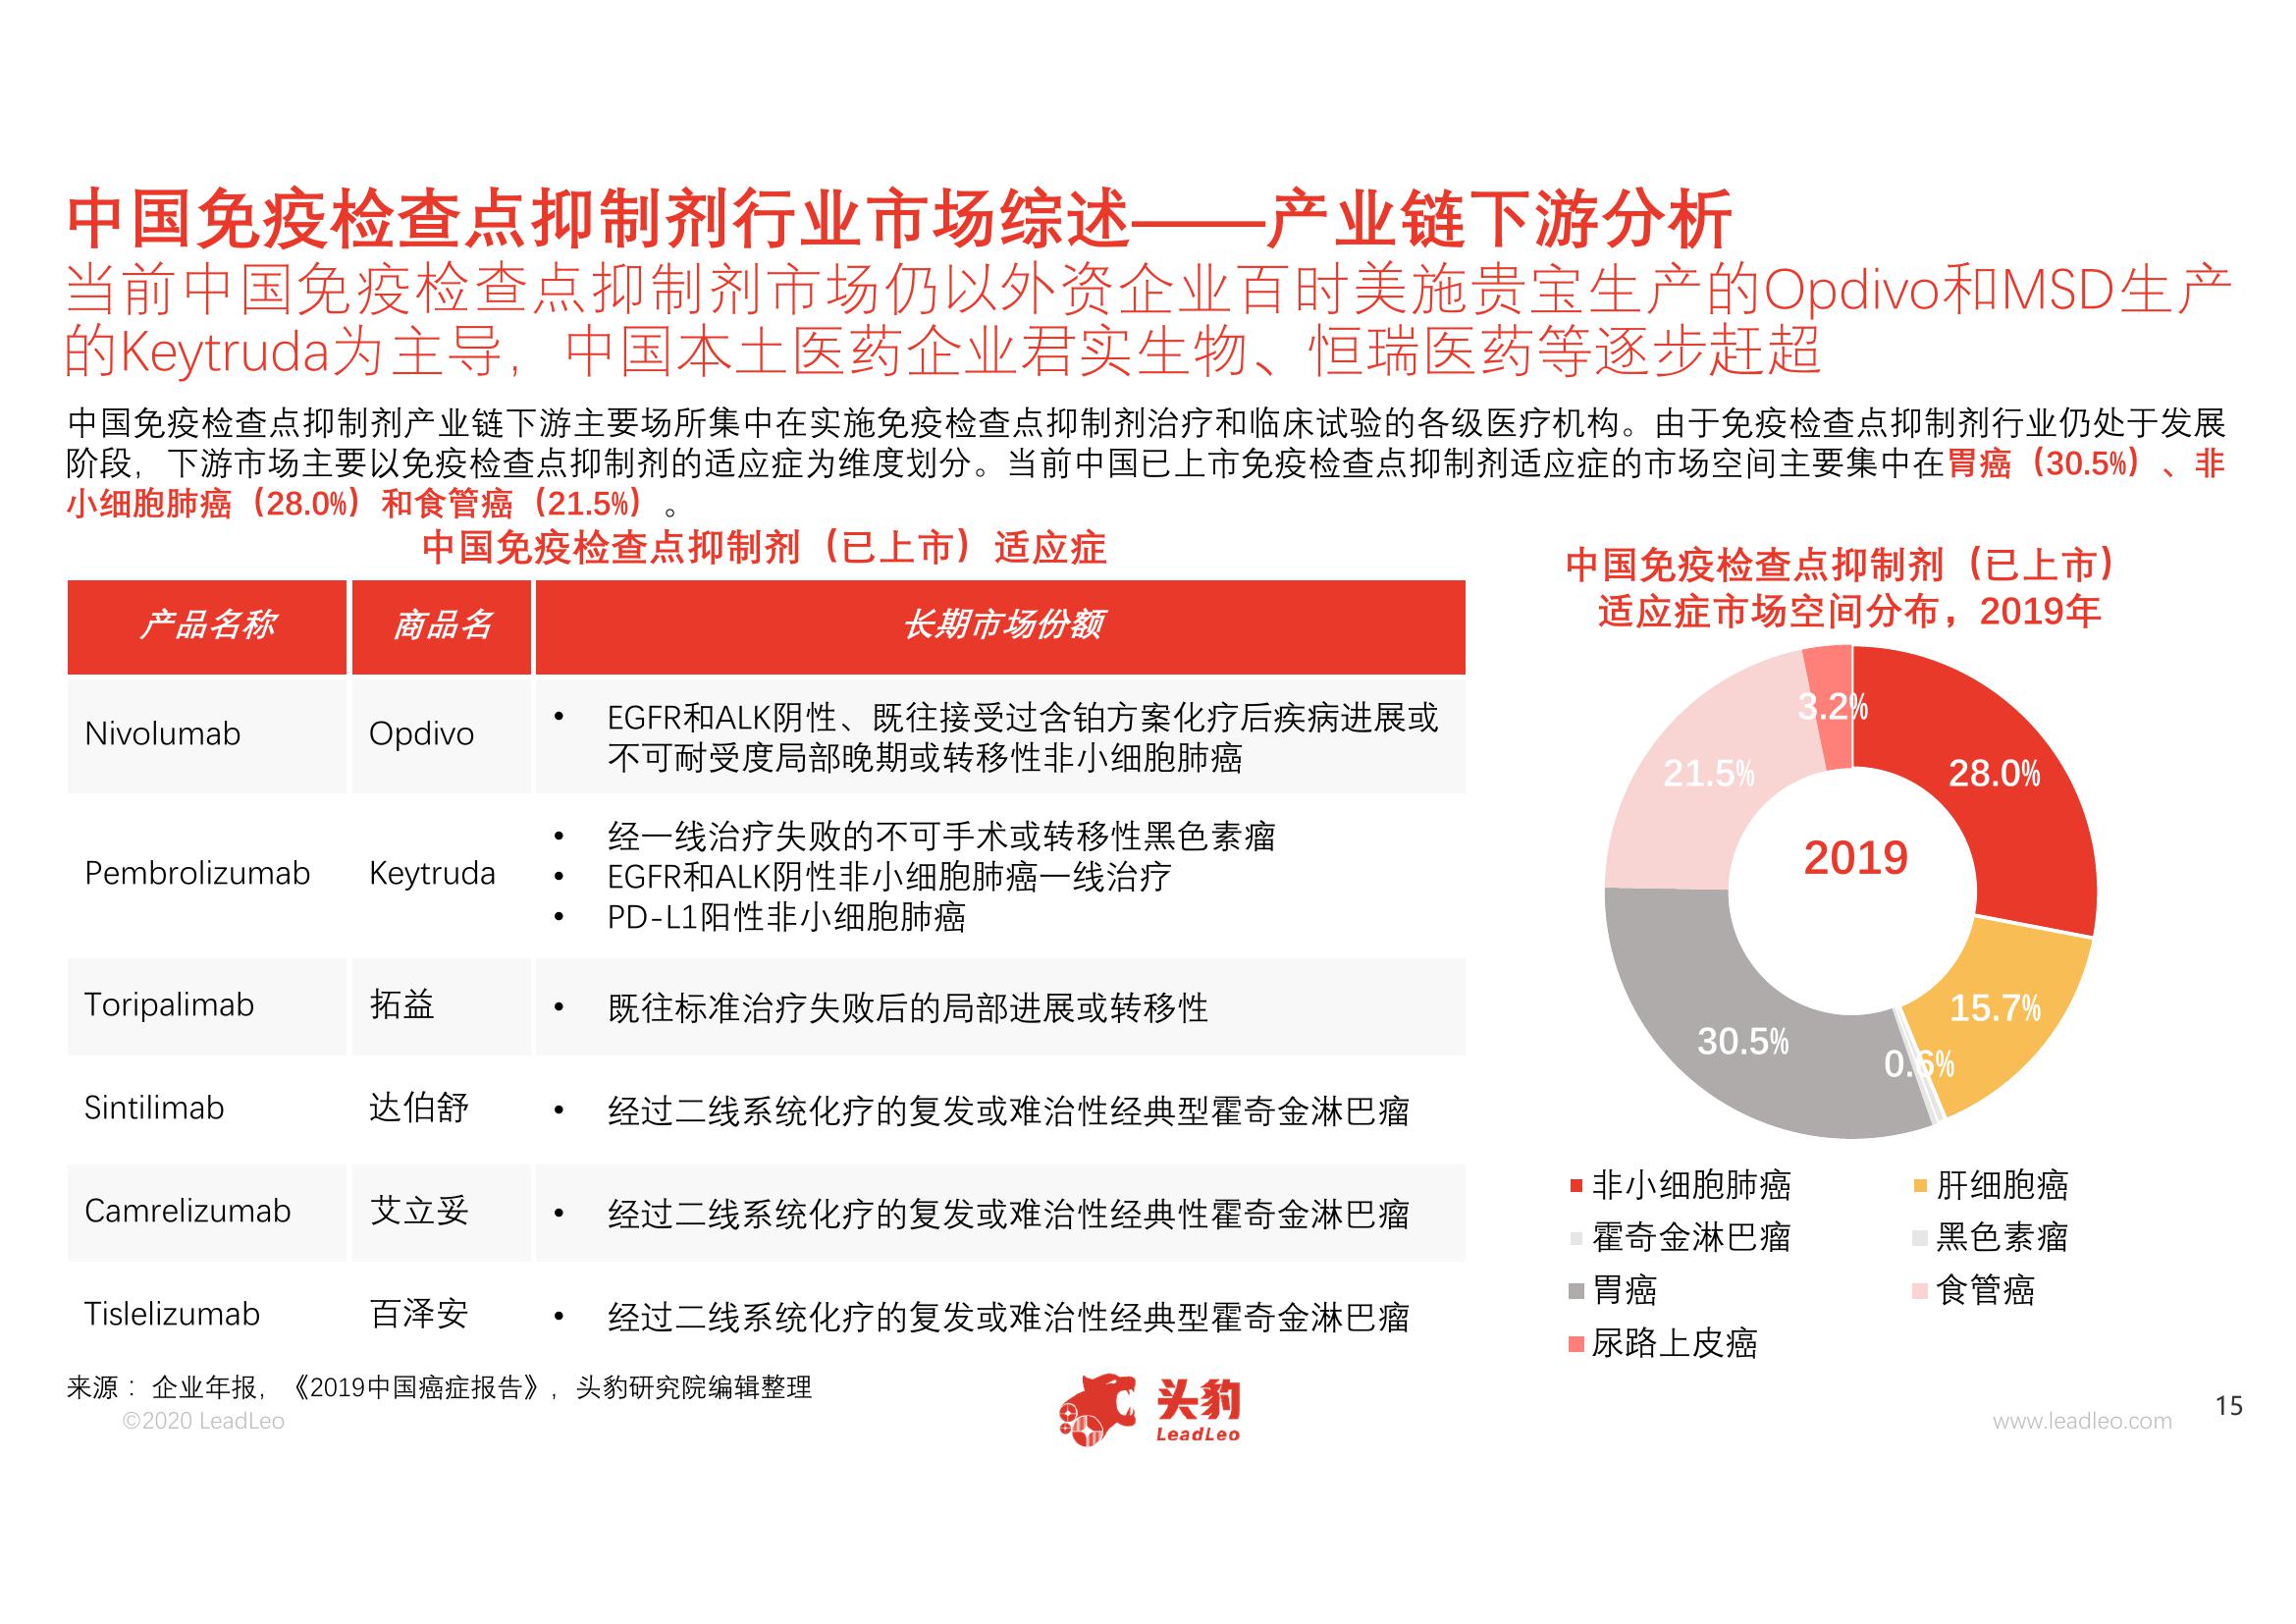 中国免疫检查点抑制剂行业市场综述——产业链下游分析
当前中国免疫检查点抑制剂市场仍以外资企业百时美施贵宝生产的Opdivo和MSD生产
的Keytruda为主导，中国本土医药企业君实生物、恒瑞医药等逐步赶超
中国免疫检查点抑制剂产业链下游主要场所集中在实施免疫检查点抑制剂治疗和临床试验的各级医疗机构。由于免疫检查点抑制剂行业仍处于发展
阶段，下游市场主要以免疫检查点抑制剂的适应症为维度划分。当前中国已上市免疫检查点抑制剂适应症的市场空间主要集中在胃癌（30.5%）、非
小细胞肺癌（28.0%）和食管癌（21.5%）。
中国免疫检查点抑制剂（已上市）适应症
产品名称 商品名 长期市场份额
Nivolumab Opdivo • EGFR和ALK阴性、既往接受过含铂方案化疗后疾病进展或
不可耐受度局部晚期或转移性非小细胞肺癌
Pembrolizumab Keytruda • 经一线治疗失败的不可手术或转移性黑色素瘤
• EGFR和ALK阴性非小细胞肺癌一线治疗
• PD-L1阳性非小细胞肺癌
Toripalimab 拓益 • 既往标准治疗失败后的局部进展或转移性
Sintilimab 达伯舒 • 经过二线系统化疗的复发或难治性经典型霍奇金淋巴瘤
Camrelizumab 艾立妥 • 经过二线系统化疗的复发或难治性经典性霍奇金淋巴瘤
Tislelizumab 百泽安 • 经过二线系统化疗的复发或难治性经典型霍奇金淋巴瘤
中国免疫检查点抑制剂（已上市）
适应症市场空间分布，2019年
3.2%
28.0%
21.5%
2019
15.7%
30.5%
0.6%
非小细胞肺癌 肝细胞癌
霍奇金淋巴瘤 黑色素瘤
胃癌 食管癌
尿路上皮癌
来源：企业年报，《2019中国癌症报告》，头豹研究院编辑整理
©2020 LeadLeo
头豹
LeadLeo
www.leadleo.com
15